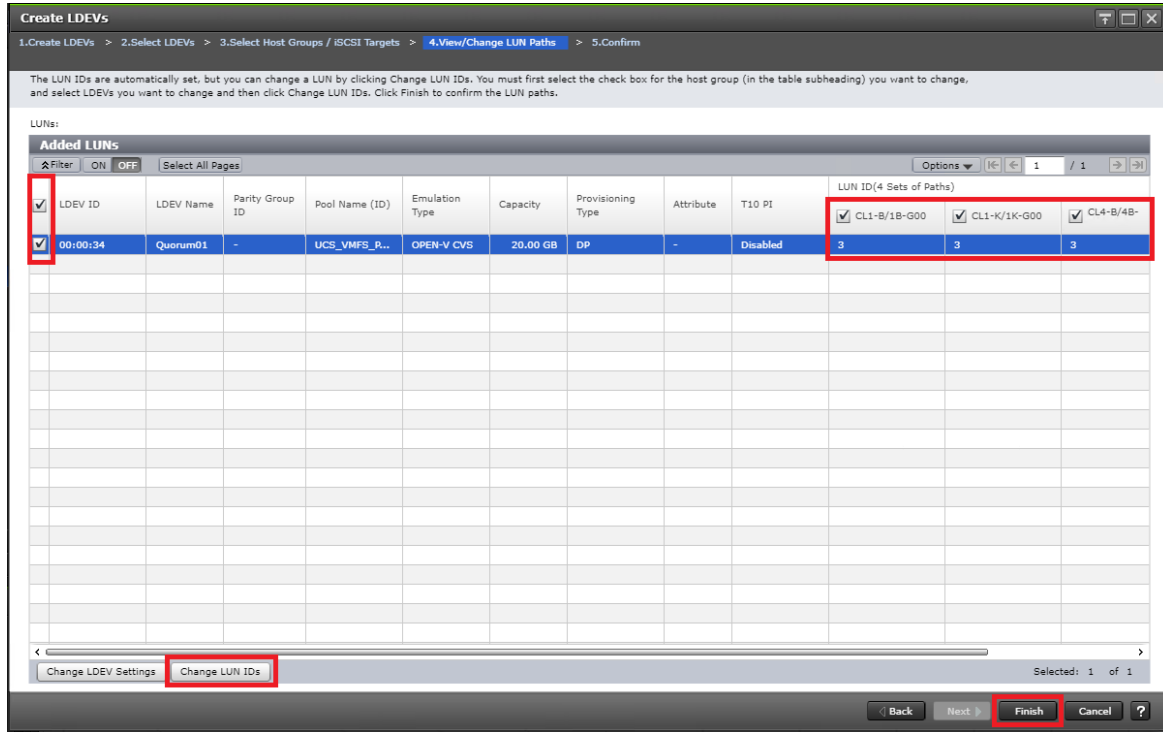 Create LDEVs
1.Create LDEVs > 2.Select LDEVs > 3.Select Host Groups / iSCSI Targets > 4.View/Change LUN Paths > 5.Confirm
The LUN IDs are automatically set, but you can change a LUN by clicking Change LUN IDs. You must first select the check box for the host group (in the table subheading) you want to change,
and select LDEVs you want to change and then click Change LUN IDs. Click Finish to confirm the LUN paths.
LUNs:
Added LUNs
Filter ON OFF Select All Pages Options 1 / 1
LUN ID(4 Sets of Paths)
LDEV ID LDEV Name Parity Group ID Pool Name (ID) Emulation Type Capacity Provisioning Type Attribute T10 PI CL1-B/1B-G00 CL1-K/1K-G00 CL4-B/4B-
00:00:34 Quorum01 - UCS_VMFS_P... OPEN-V CVS 20.00 GB DP - Disabled 3 3 3
Change LDEV Settings Change LUN IDs Selected: 1 of 1
Back Next Finish Cancel ?